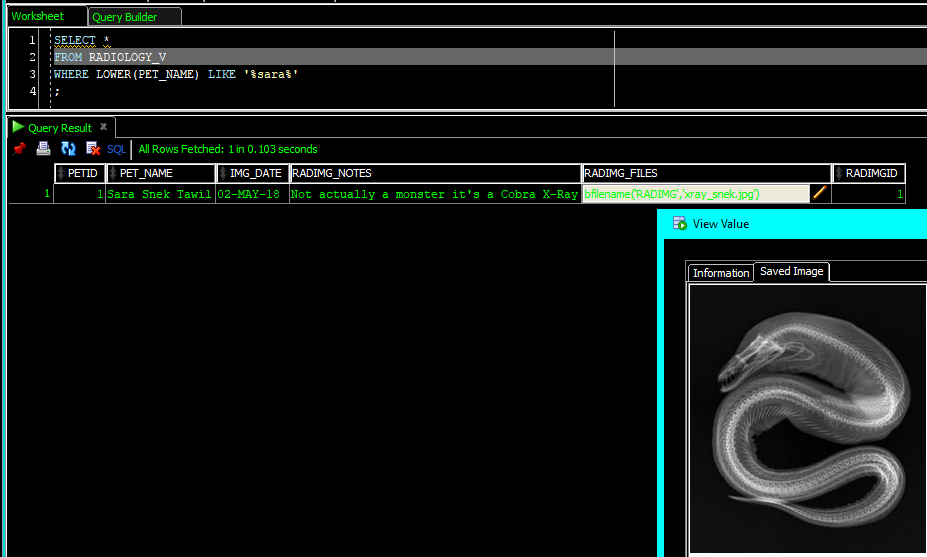 Worksheet Query Builder
1 SELECT *
2 FROM RADIOLOGY_V
3 WHERE LOWER(PET_NAME) LIKE '%sara%'
4 ;
Query Result
SQL All Rows Fetched: 1 in 0.103 seconds
PETID PET_NAME IMG_DATE RADIMG_NOTES RADIMG_FILES RADIMGID
1 1 Sara Snek Tawil 02-MAY-18 Not actually a monster it's a Cobra X-Ray bfilename('RADIMG','xray_snek.jpg') 1
View Value
Information Saved Image